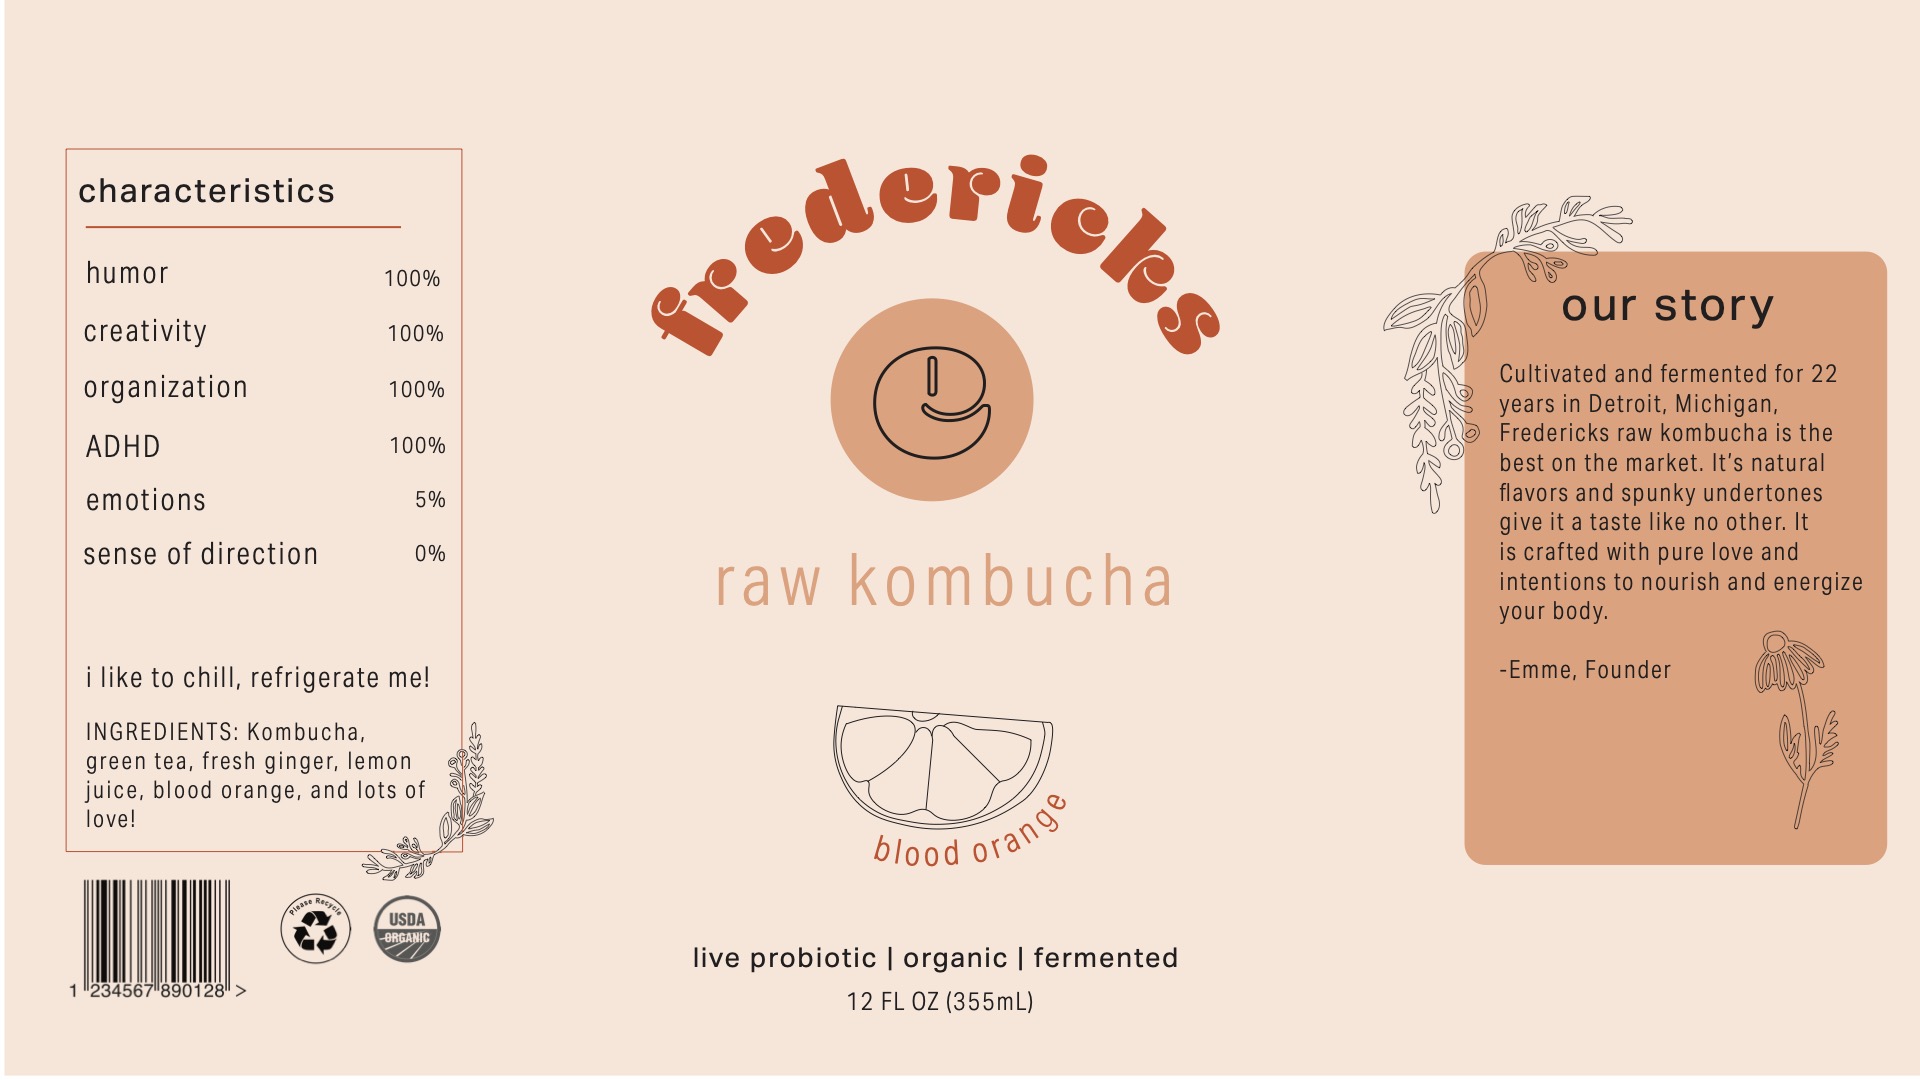 characteristics
humor 100%
creativity 100%
organization 100%
ADHD 100%
emotions 5%
sense of direction 0%
i like to chill, refrigerate me!
INGREDIENTS: Kombucha,
green tea, fresh ginger, lemon
juice, blood orange, and lots of
love!
1 234567 890128 >
Please Recycle
USDA
ORGANIC
fredericks
e
raw kombucha
blood orange
live probiotic | organic | fermented
12 FL OZ (355mL)
our story
Cultivated and fermented for 22
years in Detroit, Michigan,
Fredericks raw kombucha is the
best on the market. It’s natural
flavors and spunky undertones
give it a taste like no other. It
is crafted with pure love and
intentions to nourish and energize
your body.
-Emme, Founder